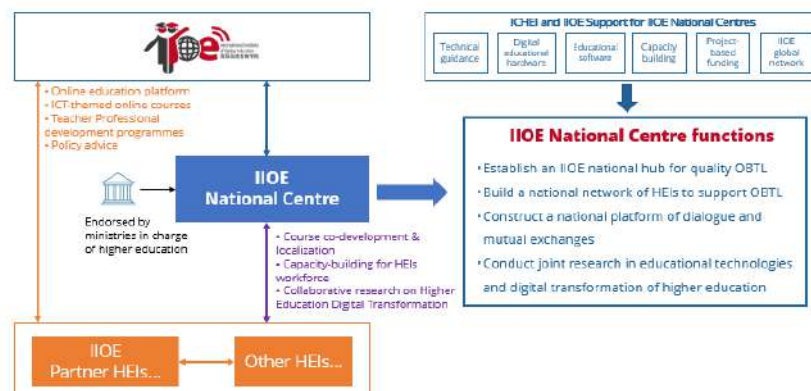 IIOE
• Online education platform
• ICT-themed online courses
• Teacher Professional
development programmes
• Policy advice
Endorsed by
ministries in charge
of higher education
IIOE
National Centre
• Course co-development &
localization
• Capacity-building for HEIs
workforce
• Collaborative research on Higher
Education Digital Transformation
IIOE
Partner HEIs...
Other HEIs...
ICHEI and IIOE Support for IIOE National Centres
Technical
guidance
Digital
educational
hardware
Educational
software
Capacity
building
Project-
based
funding
IIOE
global
network
IIOE National Centre functions
• Establish an IIOE national hub for quality OBTL
• Build a national network of HEIs to support OBTL
• Construct a national platform of dialogue and
mutual exchanges
• Conduct joint research in educational technologies
and digital transformation of higher education